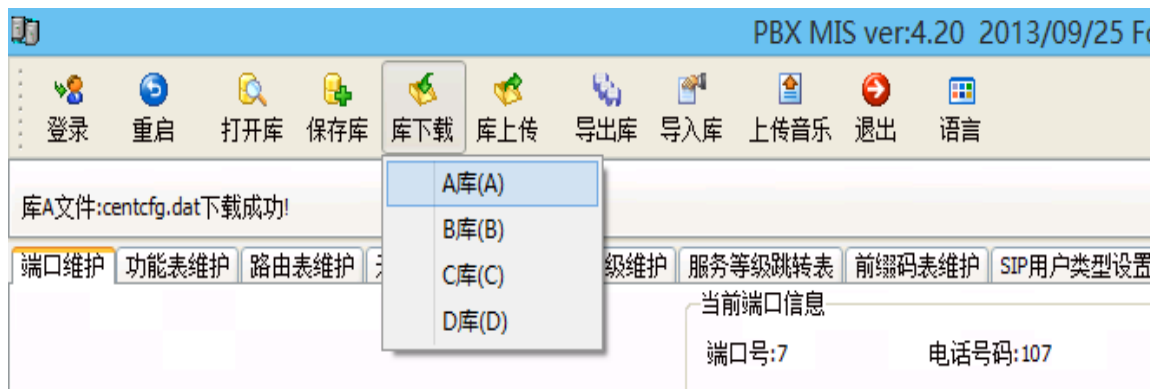 PBX MIS ver:4.20 2013/09/25 Fo
登录 重启 打开库 保存库 库下载 库上传 导出库 导入库 上传音乐 退出 语言
A库(A)
B库(B)
C库(C)
D库(D)
库A文件:centcfg.dat下载成功!
端口维护 功能表维护 路由表维护 级维护 服务等级跳转表 前缀码表维护 SIP用户类型设置
当前端口信息
端口号:7 电话号码:107